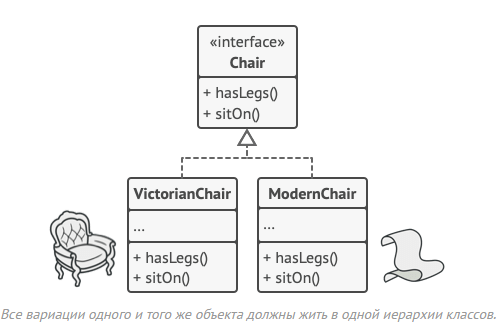 «interface»
Chair
+ hasLegs()
+ sitOn()
VictorianChair
...
+ hasLegs()
+ sitOn()
ModernChair
...
+ hasLegs()
+ sitOn()
Все вариации одного и того же объекта должны жить в одной иерархии классов.